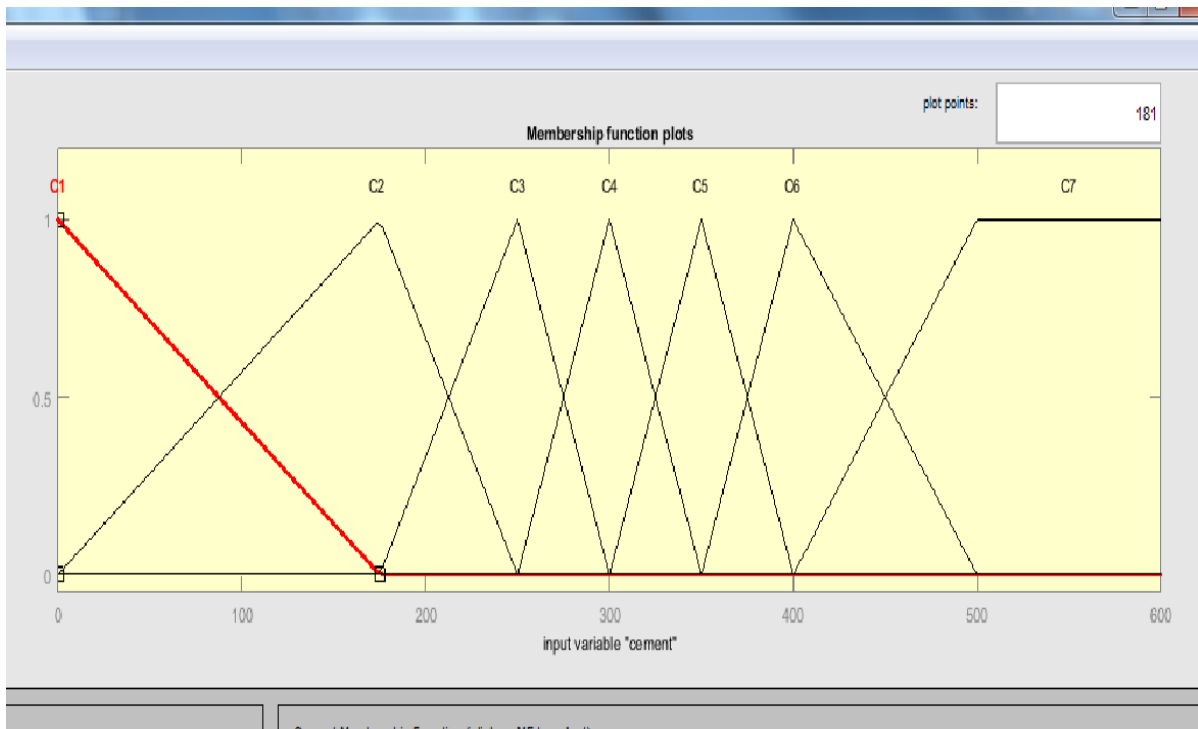 plot points:
181
Membership function plots
C1 C2 C3 C4 C5 C6 C7
1
0.5
0
0 100 200 300 400 500 600
input variable "cement"